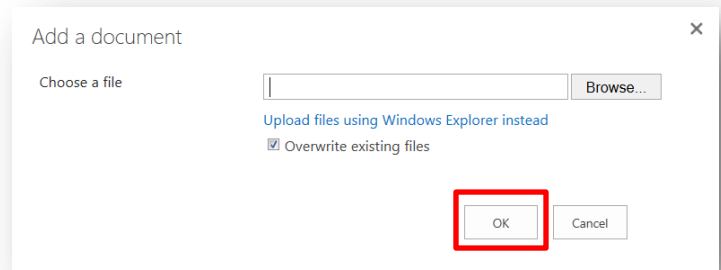 Add a document
Choose a file
Browse...
Upload files using Windows Explorer instead
Overwrite existing files
OK
Cancel